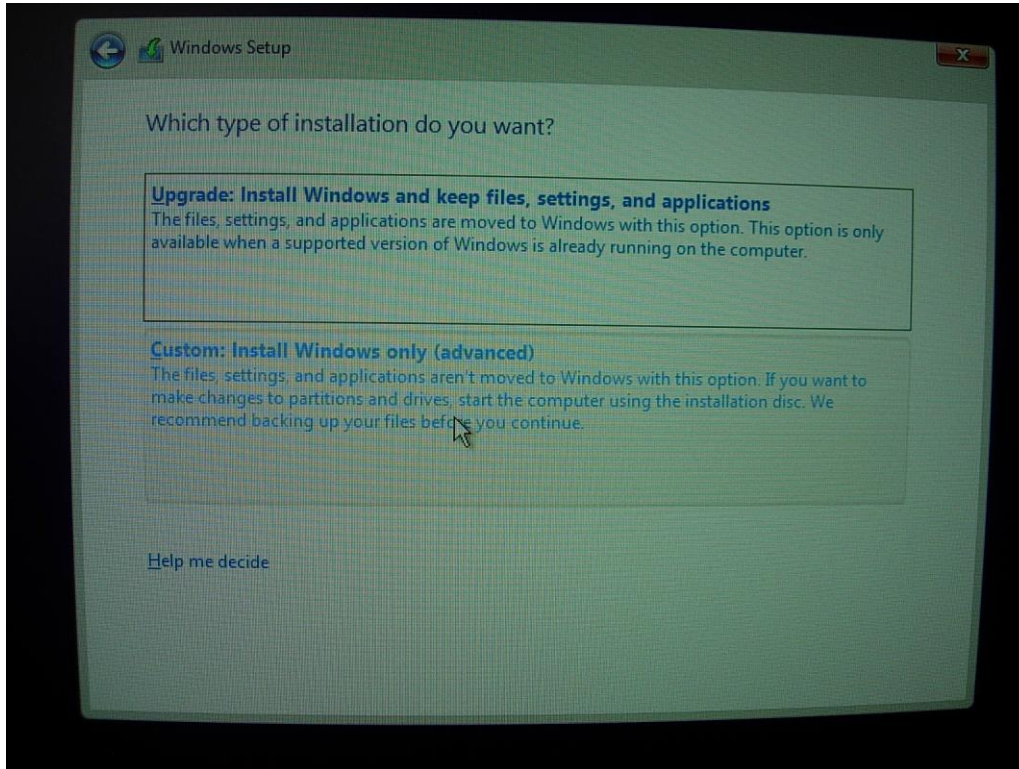 Windows Setup
Which type of installation do you want?
Upgrade: Install Windows and keep files, settings, and applications
The files, settings, and applications are moved to Windows with this option. This option is only
available when a supported version of Windows is already running on the computer.
Custom: Install Windows only (advanced)
The files, settings, and applications aren't moved to Windows with this option. If you want to
make changes to partitions and drives, start the computer using the installation disc. We
recommend backing up your files before you continue.
Help me decide